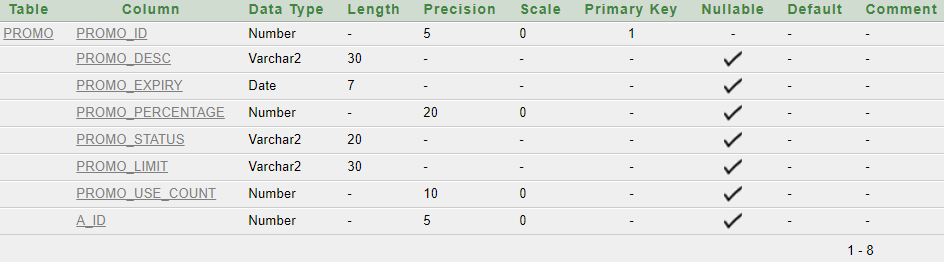 Table Column Data Type Length Precision Scale Primary Key Nullable Default Comment
PROMO PROMO_ID Number - 5 0 1 - - -
PROMO_DESC Varchar2 30 - - - ✓ - -
PROMO_EXPIRY Date 7 - - - ✓ - -
PROMO_PERCENTAGE Number - 20 0 - ✓ - -
PROMO_STATUS Varchar2 20 - - - ✓ - -
PROMO_LIMIT Varchar2 30 - - - ✓ - -
PROMO_USE_COUNT Number - 10 0 - ✓ - -
A_ID Number - 5 0 - ✓ - -
1 - 8